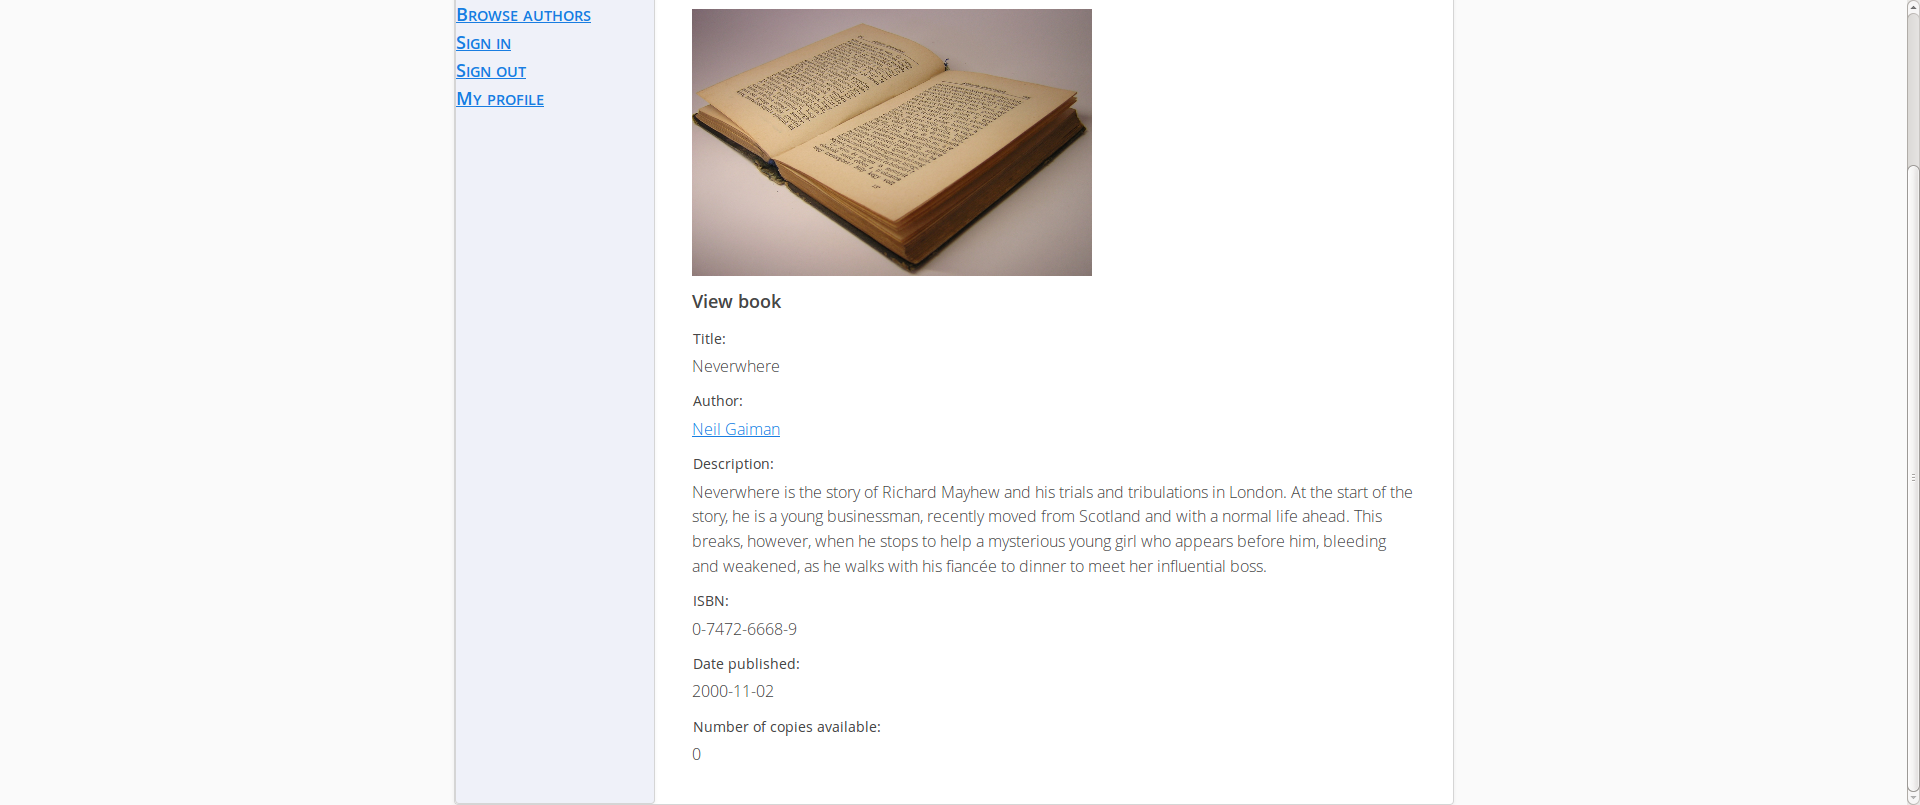 Browse authors
Sign in
Sign out
My profile
View book
Title:
Neverwhere
Author:
Neil Gaiman
Description:
Neverwhere is the story of Richard Mayhew and his trials and tribulations in London. At the start of the
story, he is a young businessman, recently moved from Scotland and with a normal life ahead. This
breaks, however, when he stops to help a mysterious young girl who appears before him, bleeding
and weakened, as he walks with his fiancée to dinner to meet her influential boss.
ISBN:
0-7472-6668-9
Date published:
2000-11-02
Number of copies available:
0